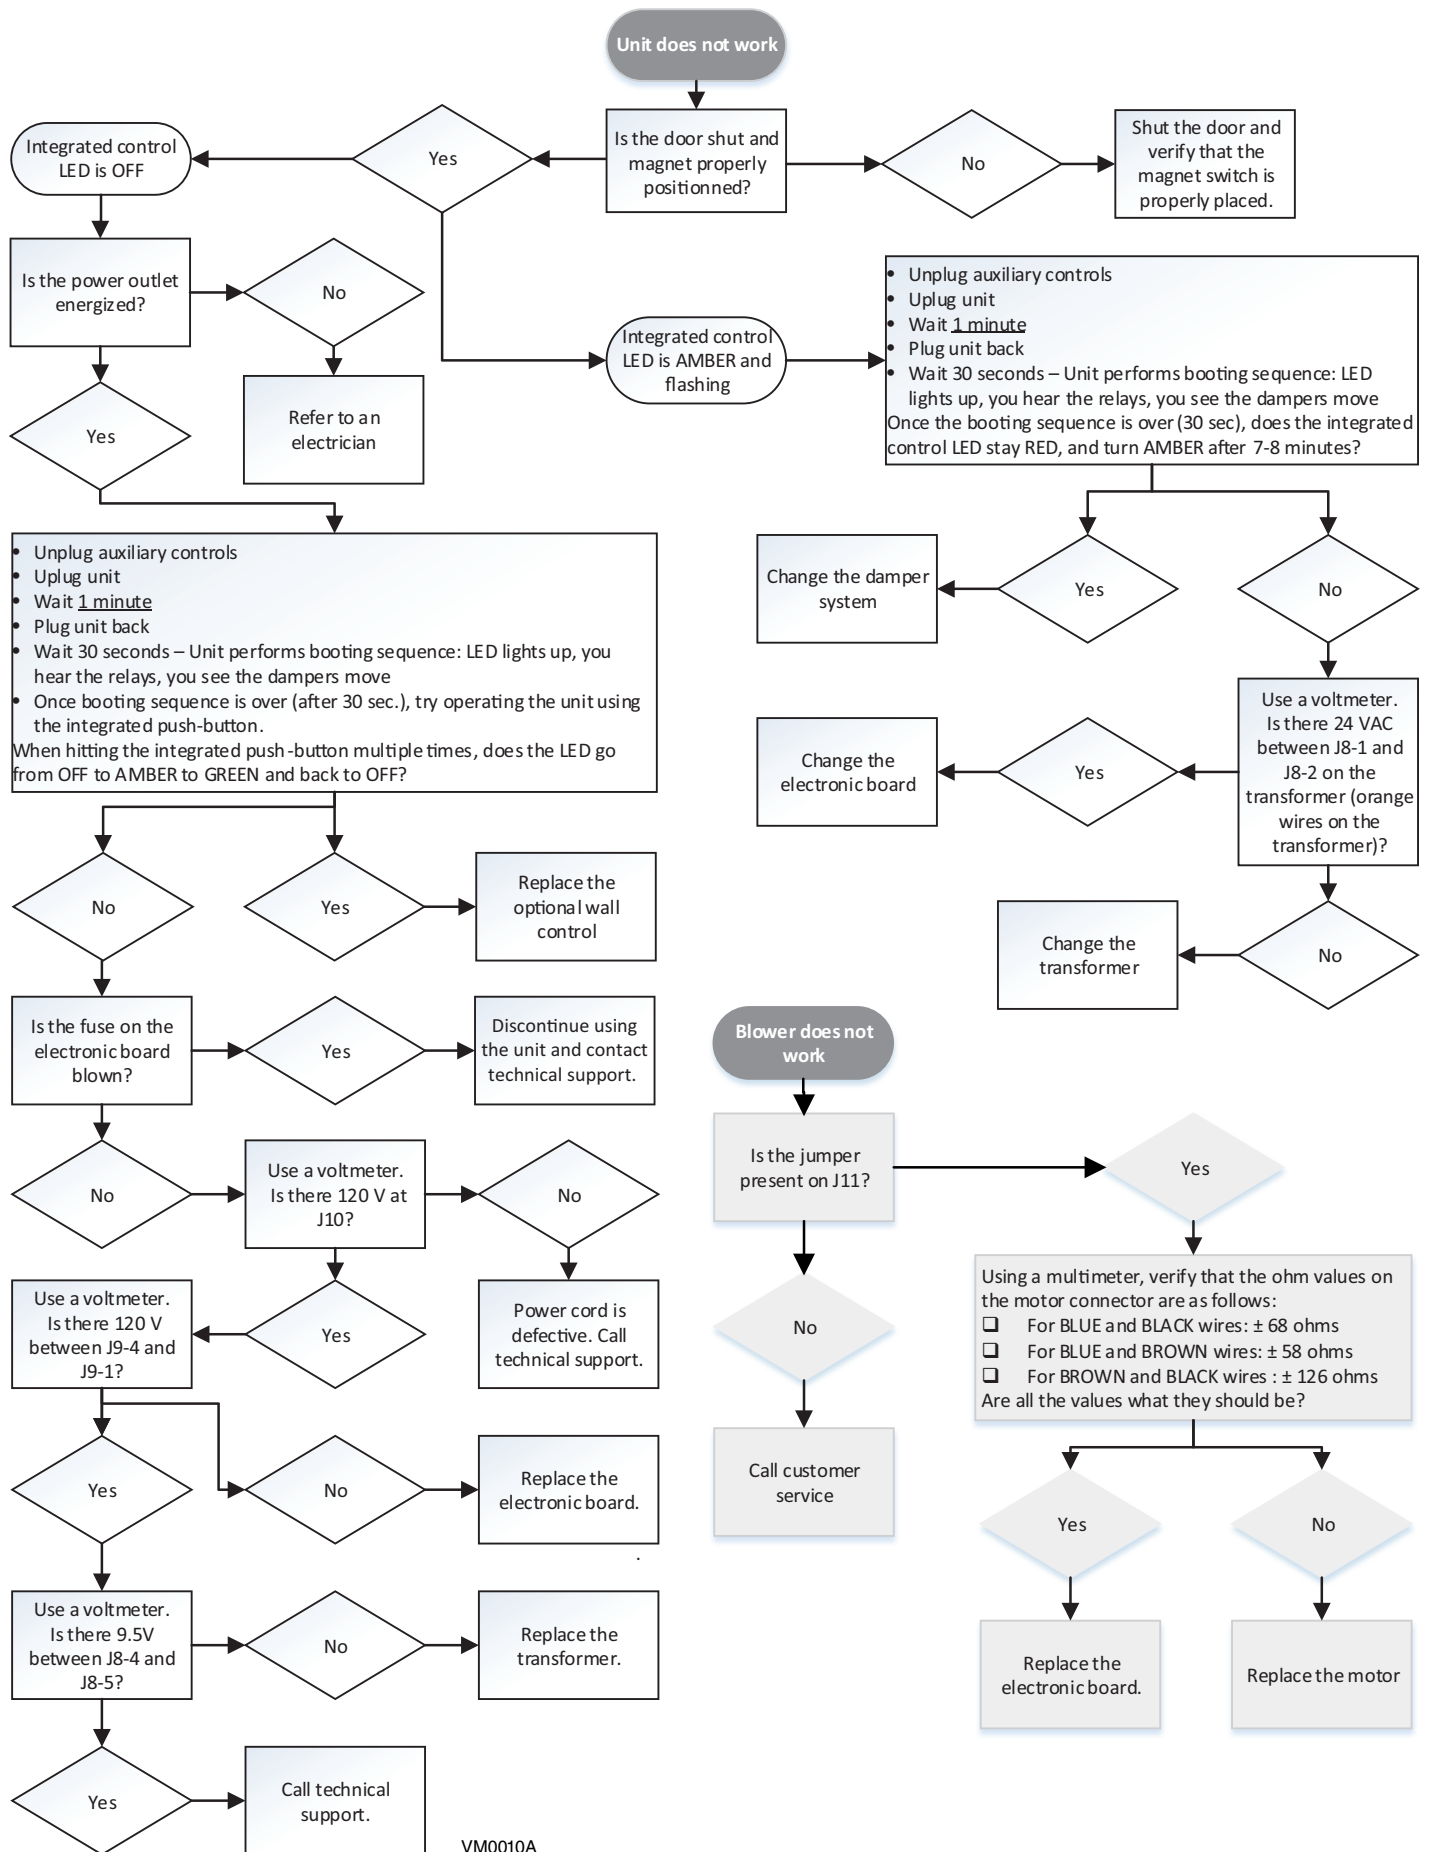 Unit does not work
Is the door shut and
magnet properly
positionned?
Yes
No
Shut the door and
verify that the
magnet switch is
properly placed.
Integrated control
LED is OFF
Is the power outlet
energized?
No
Refer to an
electrician
Yes
Integrated control
LED is AMBER and
flashing
• Unplug auxiliary controls
• Uplug unit
• Wait 1 minute
• Plug unit back
• Wait 30 seconds – Unit performs booting sequence: LED
lights up, you hear the relays, you see the dampers move
Once the booting sequence is over (30 sec), does the integrated
control LED stay RED, and turn AMBER after 7-8 minutes?
Yes
Change the damper
system
No
Use a voltmeter.
Is there 24 VAC
between J8-1 and
J8-2 on the
transformer (orange
wires on the
transformer)?
Yes
Change the
electronic board
No
Change the
transformer
• Unplug auxiliary controls
• Uplug unit
• Wait 1 minute
• Plug unit back
• Wait 30 seconds – Unit performs booting sequence: LED lights up, you
hear the relays, you see the dampers move
• Once booting sequence is over (after 30 sec.), try operating the unit using
the integrated push-button.
When hitting the integrated push-button multiple times, does the LED go
from OFF to AMBER to GREEN and back to OFF?
No
Yes
Replace the
optional wall
control
Is the fuse on the
electronic board
blown?
Yes
Discontinue using
the unit and contact
technical support.
No
Use a voltmeter.
Is there 120 V at
J10?
No
Power cord is
defective. Call
technical support.
Yes
Use a voltmeter.
Is there 120 V
between J9-4 and
J9-1?
Yes
No
Replace the
electronic board.
.
Use a voltmeter.
Is there 9.5V
between J8-4 and
J8-5?
No
Replace the
transformer.
Yes
Call technical
support.
Blower does not
work
Is the jumper
present on J11?
Yes
No
Call customer
service
Using a multimeter, verify that the ohm values on
the motor connector are as follows:
❑ For BLUE and BLACK wires: ± 68 ohms
❑ For BLUE and BROWN wires: ± 58 ohms
❑ For BROWN and BLACK wires : ± 126 ohms
Are all the values what they should be?
Yes
No
Replace the
electronic board.
Replace the motor
VM0010A